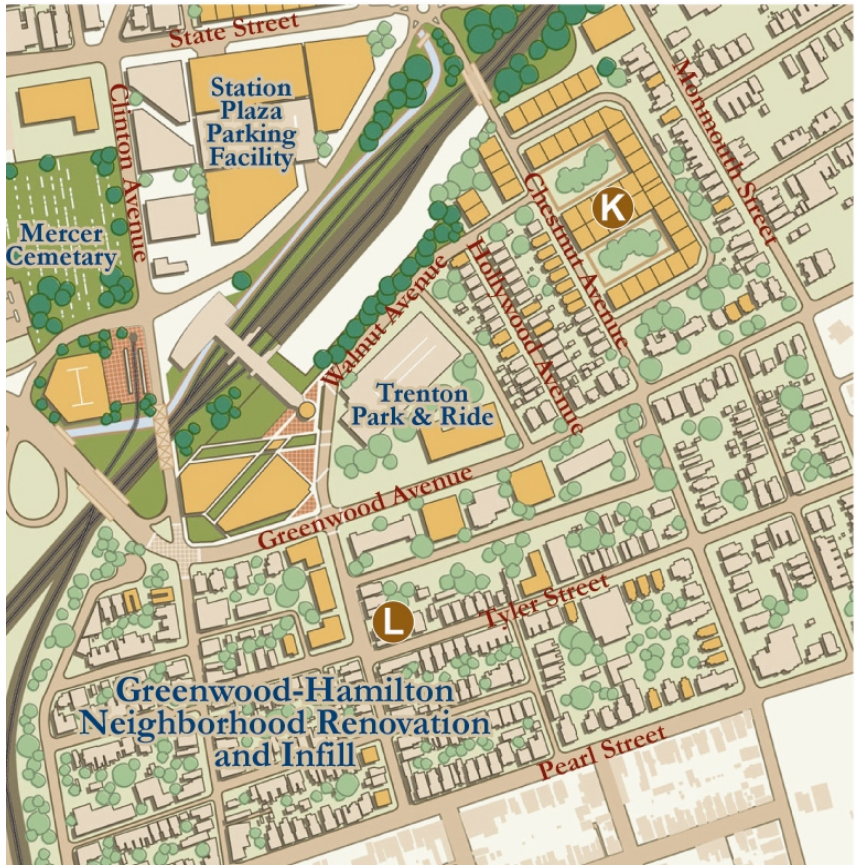 State Street
Station
Plaza
Parking
Facility
Clinton Avenue
Monmouth Street
Mercer
Cemetary
K
Chestnut Avenue
Hollywood Avenue
Walnut Avenue
Trenton
Park & Ride
Greenwood Avenue
L
Tyler Street
Greenwood-Hamilton
Neighborhood Renovation
and Infill
Pearl Street